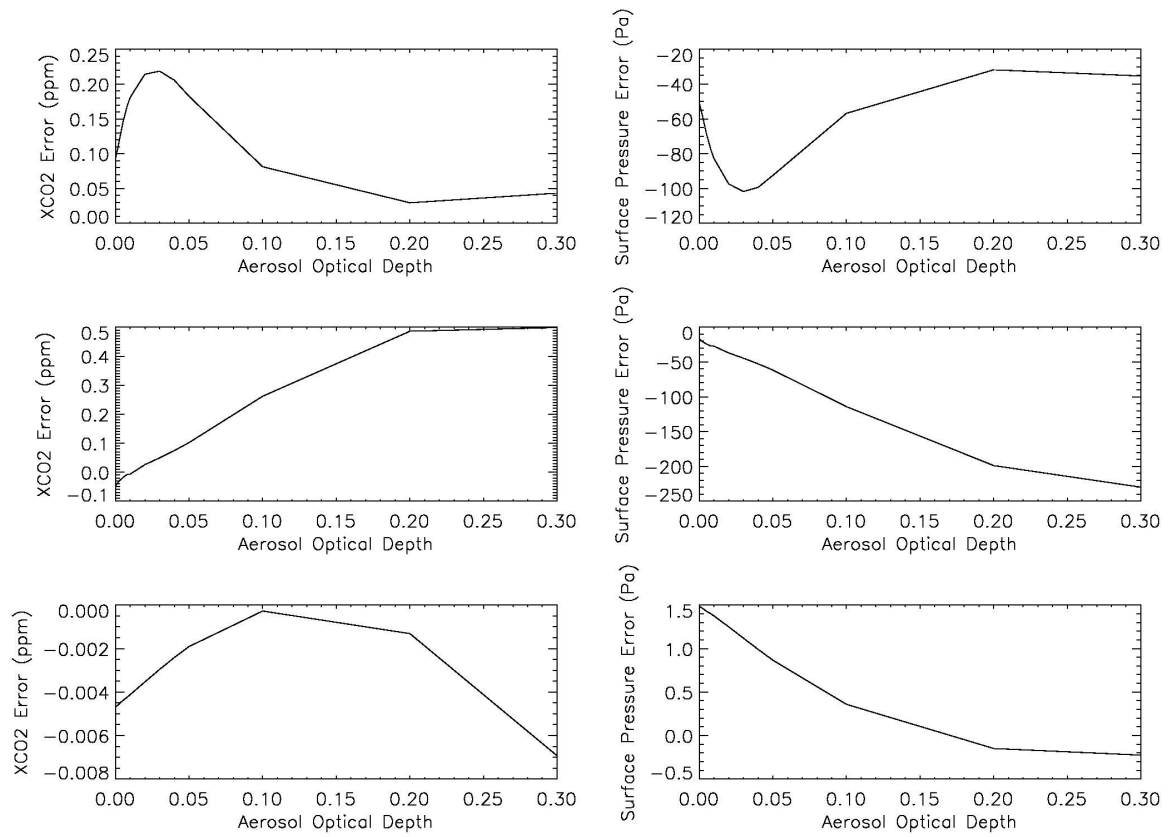 XCO2 Error (ppm)
0.25
0.20
0.15
0.10
0.05
0.00
0.00 0.05 0.10 0.15 0.20 0.25 0.30
Aerosol Optical Depth
Surface Pressure Error (Pa)
−20
−40
−60
−80
−100
−120
0.00 0.05 0.10 0.15 0.20 0.25 0.30
Aerosol Optical Depth
XCO2 Error (ppm)
0.5
0.4
0.3
0.2
0.1
0.0
−0.1
0.00 0.05 0.10 0.15 0.20 0.25 0.30
Aerosol Optical Depth
Surface Pressure Error (Pa)
0
−50
−100
−150
−200
−250
0.00 0.05 0.10 0.15 0.20 0.25 0.30
Aerosol Optical Depth
XCO2 Error (ppm)
0.000
−0.002
−0.004
−0.006
−0.008
0.00 0.05 0.10 0.15 0.20 0.25 0.30
Aerosol Optical Depth
Surface Pressure Error (Pa)
1.5
1.0
0.5
0.0
−0.5
0.00 0.05 0.10 0.15 0.20 0.25 0.30
Aerosol Optical Depth